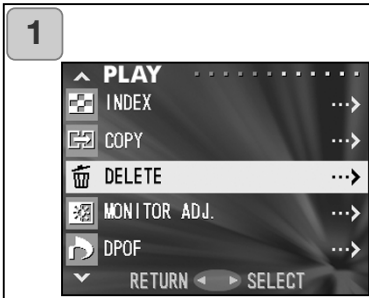 1
PLAY
INDEX
COPY
DELETE
MONITOR ADJ.
DPOF
RETURN SELECT